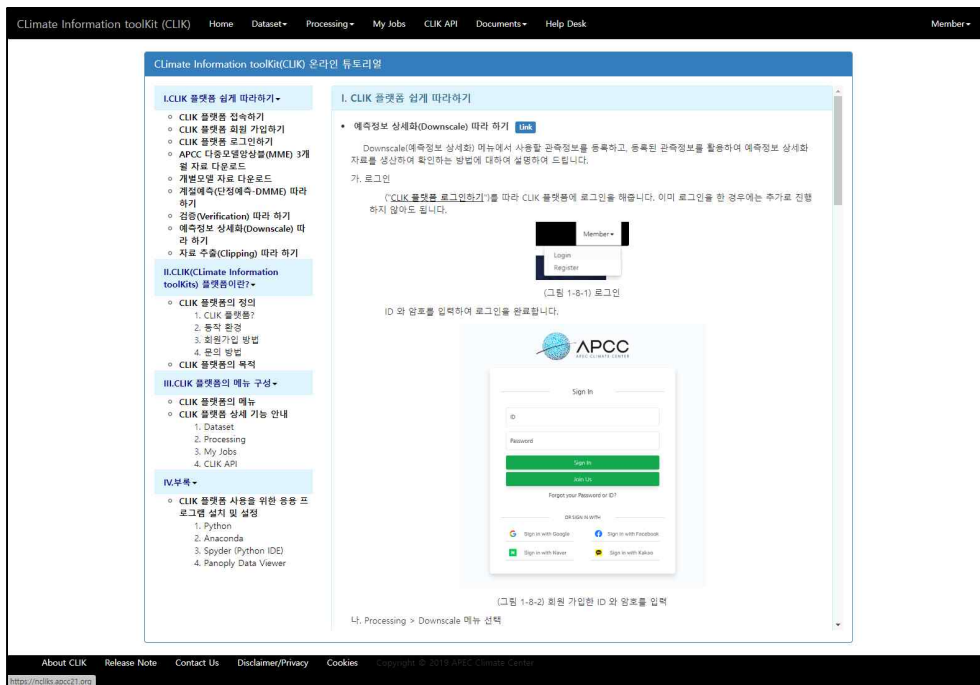 CLimate Information toolKit (CLIK) Home Dataset Processing My Jobs CLIK API Documents Help Desk Member
CLimate Information toolKit(CLIK) 온라인 튜토리얼
I.CLIK 플랫폼 쉽게 따라하기
CLIK 플랫폼 접속하기
CLIK 플랫폼 회원 가입하기
CLIK 플랫폼 로그인하기
APCC 다중모델앙상블(MME) 3개
월 자료 다운로드
개별모델 자료 다운로드
계절예측(단정예측-DMME) 따라
하기
검증(Verification) 따라 하기
예측정보 상세화(Downscale) 따
라 하기
자료 추출(Clipping) 따라 하기
II.CLIK(CLimate Information
toolKits) 플랫폼이란?
CLIK 플랫폼의 정의
1. CLIK 플랫폼?
2. 동작 환경
3. 회원가입 방법
4. 문의 방법
CLIK 플랫폼의 목적
III.CLIK 플랫폼의 메뉴 구성
CLIK 플랫폼의 메뉴
CLIK 플랫폼 상세 기능 안내
1. Dataset
2. Processing
3. My Jobs
4. CLIK API
IV.부록
CLIK 플랫폼 사용을 위한 응용 프
로그램 설치 및 설정
1. Python
2. Anaconda
3. Spyder (Python IDE)
4. Panoply Data Viewer
I. CLIK 플랫폼 쉽게 따라하기
• 예측정보 상세화(Downscale) 따라 하기 Link
Downscale(예측정보 상세화) 메뉴에서 사용할 관측정보를 등록하고, 등록된 관측정보를 활용하여 예측정보 상세화
자료를 생산하여 확인하는 방법에 대하여 설명하여 드립니다.
가. 로그인
("CLIK 플랫폼 로그인하기")를 따라 CLIK 플랫폼에 로그인을 해줍니다. 이미 로그인을 한 경우에는 추가로 진행
하지 않아도 됩니다.
Member
Login
Register
(그림 1-8-1) 로그인
ID 와 암호를 입력하여 로그인을 완료합니다.
APCC
APEC CLIMATE CENTER
Sign In
ID
Password
Sign In
Join Us
Forgot your Password or ID?
OR SIGN IN WITH
Sign in with Google Sign in with Facebook
Sign in with Naver Sign in with Kakao
(그림 1-8-2) 회원 가입한 ID 와 암호를 입력
나. Processing > Downscale 메뉴 선택
About CLIK Release Note Contact Us Disclaimer/Privacy Cookies Copyright © 2019 APEC Climate Center
https://ncliks.apcc21.org